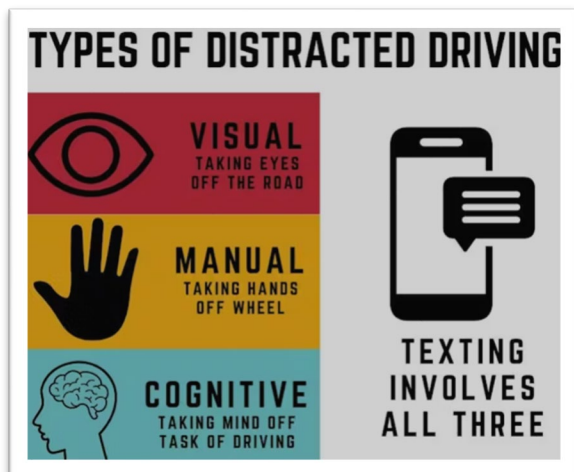 TYPES OF DISTRACTED DRIVING
VISUAL
TAKING EYES
OFF THE ROAD
MANUAL
TAKING HANDS
OFF WHEEL
COGNITIVE
TAKING MIND OFF
TASK OF DRIVING
TEXTING
INVOLVES
ALL THREE